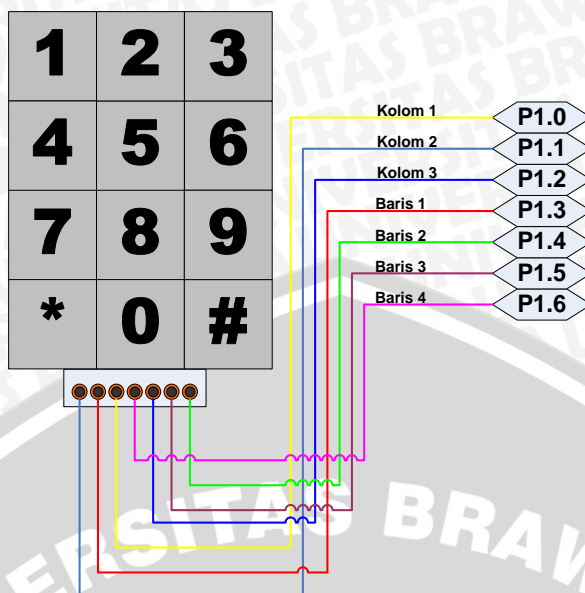 1 2 3
4 5 6
7 8 9
* 0 #
Kolom 1 P1.0
Kolom 2 P1.1
Kolom 3 P1.2
Baris 1 P1.3
Baris 2 P1.4
Baris 3 P1.5
Baris 4 P1.6
ERSITAS BRAW